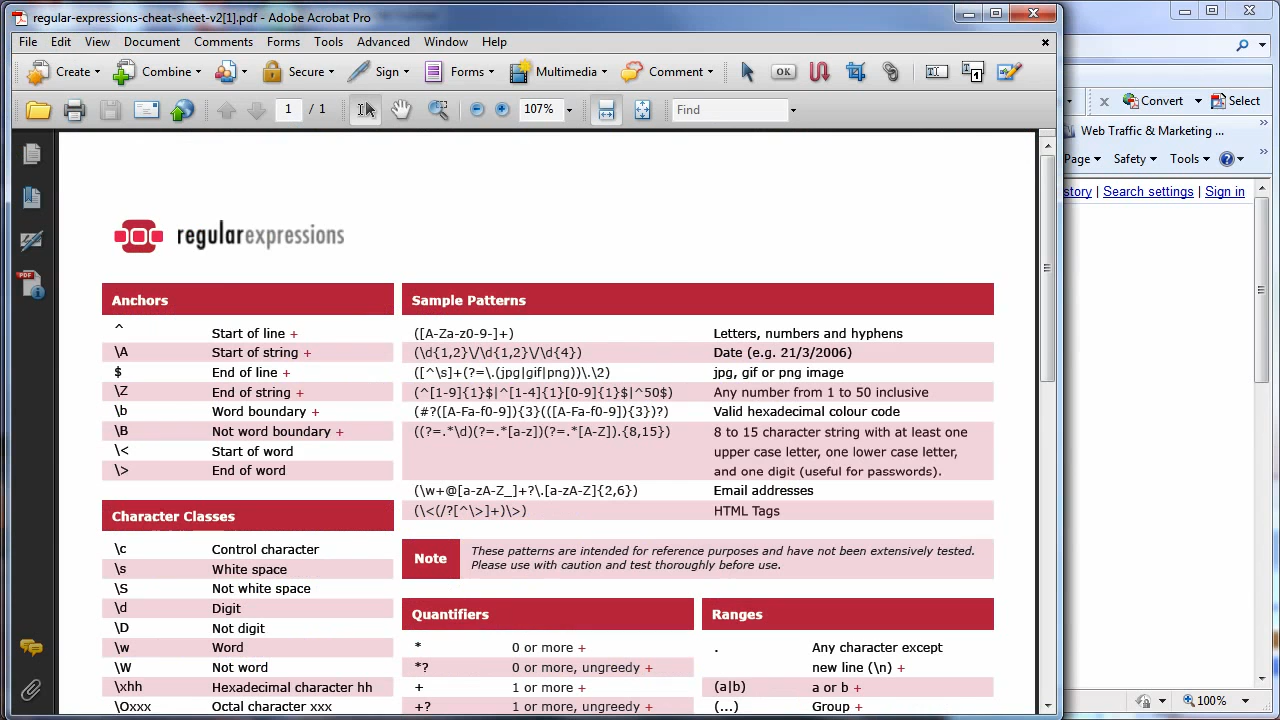 regular-expressions-cheat-sheet-v2[1].pdf - Adobe Acrobat Pro
File Edit View Document Comments Forms Tools Advanced Window Help
Create Combine Secure Sign Forms Multimedia Comment OK
1 / 1 107% Find
Convert Select
Web Traffic & Marketing ...
Page Safety Tools
story | Search settings | Sign in
regularexpressions
Anchors
^ Start of line +
\A Start of string +
$ End of line +
\Z End of string +
\b Word boundary +
\B Not word boundary +
\< Start of word
\> End of word
Character Classes
\c Control character
\s White space
\S Not white space
\d Digit
\D Not digit
\w Word
\W Not word
\xhh Hexadecimal character hh
\Oxxx Octal character xxx
Sample Patterns
([A-Za-z0-9-]+) Letters, numbers and hyphens
(\d{1,2}\/\d{1,2}\/\d{4}) Date (e.g. 21/3/2006)
([^\s]+(?=\.(jpg|gif|png))\.\2) jpg, gif or png image
(^[1-9]{1}$|^[1-4]{1}[0-9]{1}$|^50$) Any number from 1 to 50 inclusive
(#?([A-Fa-f0-9]){3}(([A-Fa-f0-9]){3})?) Valid hexadecimal colour code
((?=.*\d)(?=.*[a-z])(?=.*[A-Z]).{8,15}) 8 to 15 character string with at least one
upper case letter, one lower case letter,
and one digit (useful for passwords).
(\w+@[a-zA-Z_]+?\.[a-zA-Z]{2,6}) Email addresses
(\<(/?[^\>]+)\>) HTML Tags
Note
These patterns are intended for reference purposes and have not been extensively tested.
Please use with caution and test thoroughly before use.
Quantifiers
* 0 or more +
*? 0 or more, ungreedy +
+ 1 or more +
+? 1 or more, ungreedy +
Ranges
. Any character except
new line (\n) +
(a|b) a or b +
(...) Group +
100%